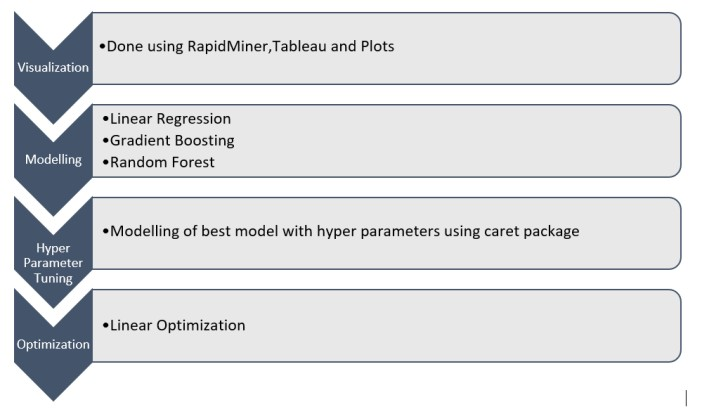 Visualization
•Done using RapidMiner,Tableau and Plots
Modelling
•Linear Regression
•Gradient Boosting
•Random Forest
Hyper
Parameter
Tuning
•Modelling of best model with hyper parameters using caret package
Optimization
•Linear Optimization